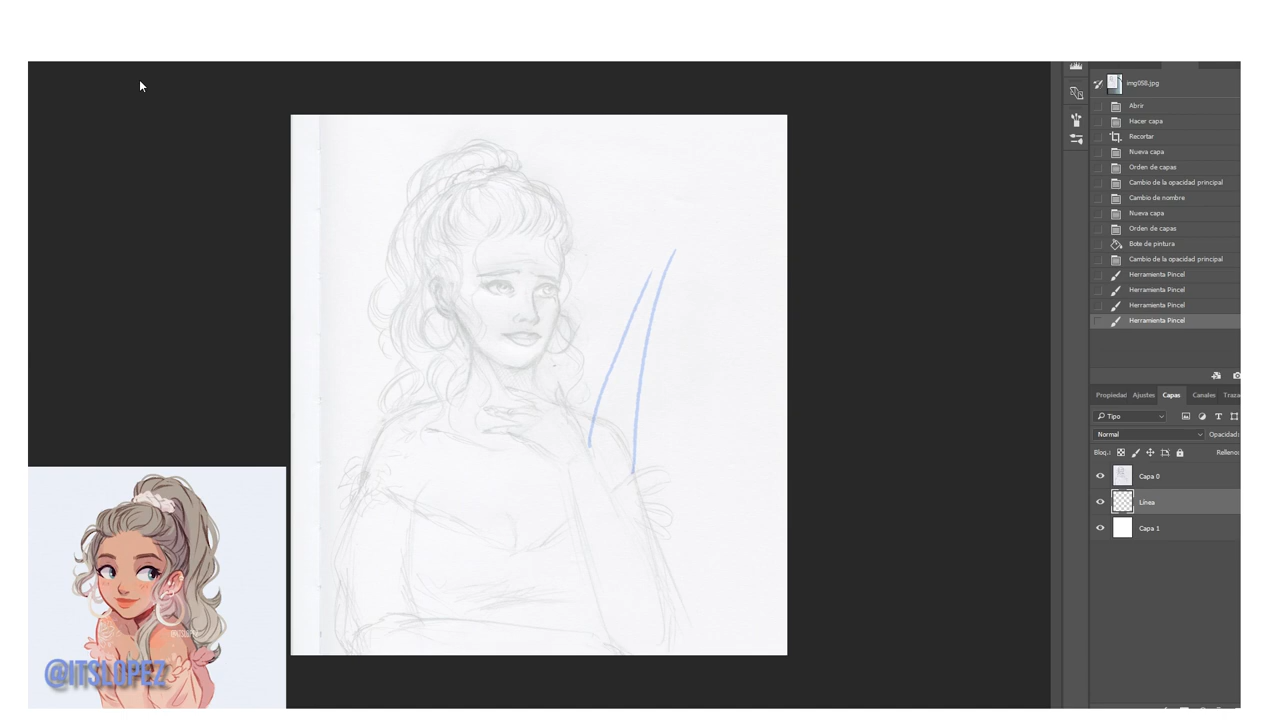 img058.jpg
Abrir
Hacer capa
Recortar
Nueva capa
Orden de capas
Cambio de la opacidad principal
Cambio de nombre
Nueva capa
Orden de capas
Bote de pintura
Cambio de la opacidad principal
Herramienta Pincel
Herramienta Pincel
Herramienta Pincel
Herramienta Pincel
Propiedad Ajustes Capas Canales Traza
Tipo
Normal Opacidad:
Bloq.: Relleno:
Capa 0
Línea
Capa 1
@ITSLOPEZ